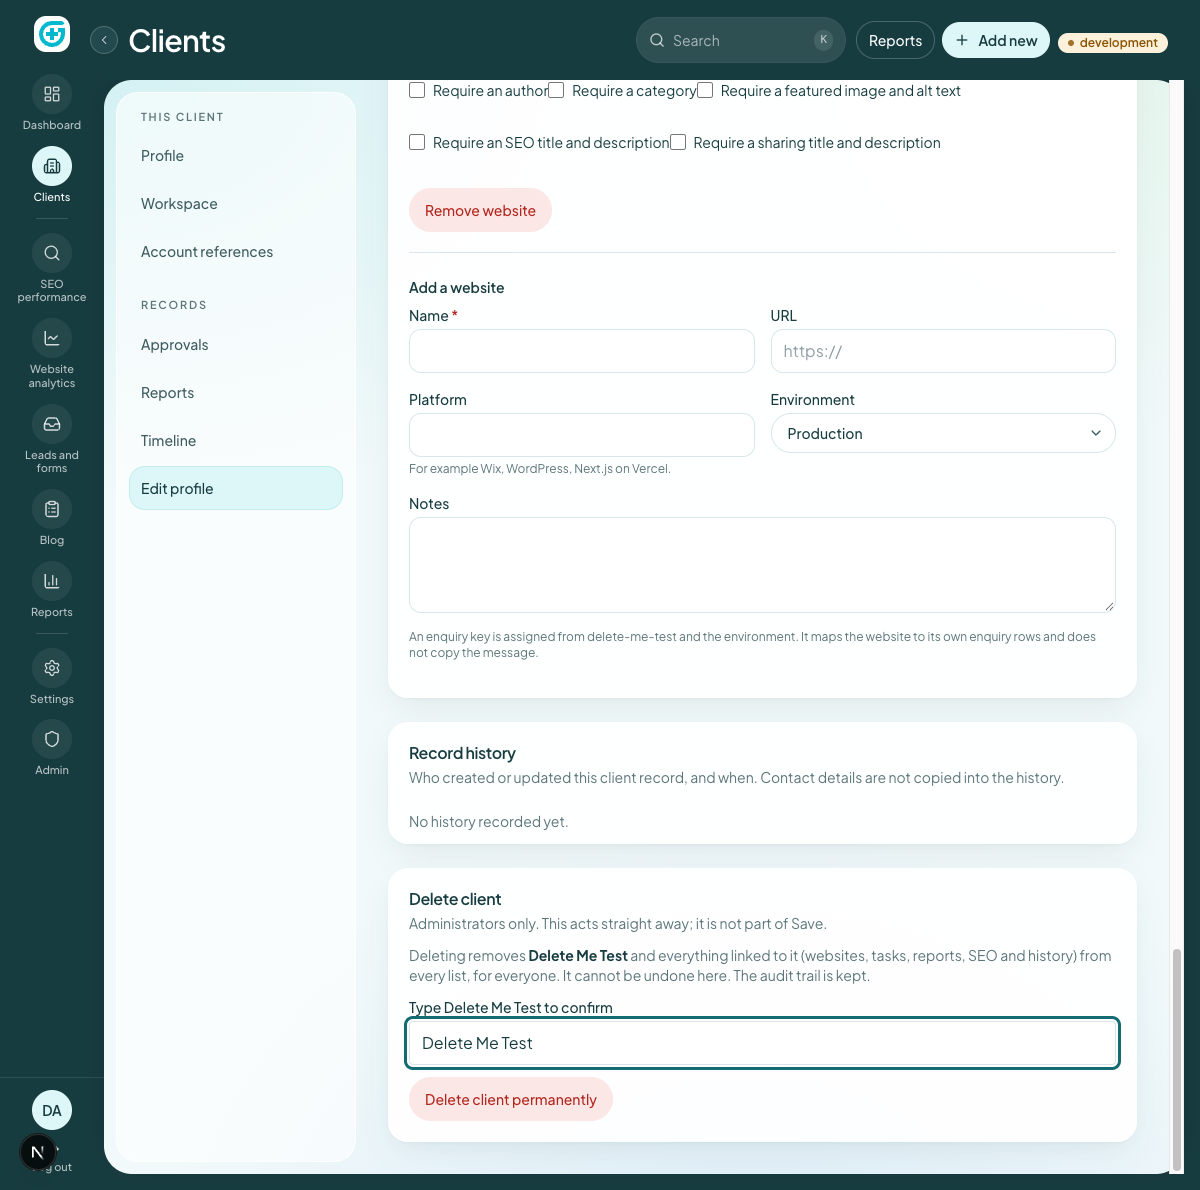 Clients
Search
K
Reports
Add new
development
Dashboard
Clients
SEO
performance
Website
analytics
Leads and
forms
Blog
Reports
Settings
Admin
DA
N
out
THIS CLIENT
Profile
Workspace
Account references
RECORDS
Approvals
Reports
Timeline
Edit profile
Require an author Require a category Require a featured image and alt text
Require an SEO title and description Require a sharing title and description
Remove website
Add a website
Name *
URL
https://
Platform
Environment
Production
For example Wix, WordPress, Next.js on Vercel.
Notes
An enquiry key is assigned from delete-me-test and the environment. It maps the website to its own enquiry rows and does
not copy the message.
Record history
Who created or updated this client record, and when. Contact details are not copied into the history.
No history recorded yet.
Delete client
Administrators only. This acts straight away; it is not part of Save.
Deleting removes Delete Me Test and everything linked to it (websites, tasks, reports, SEO and history) from
every list, for everyone. It cannot be undone here. The audit trail is kept.
Type Delete Me Test to confirm
Delete Me Test
Delete client permanently